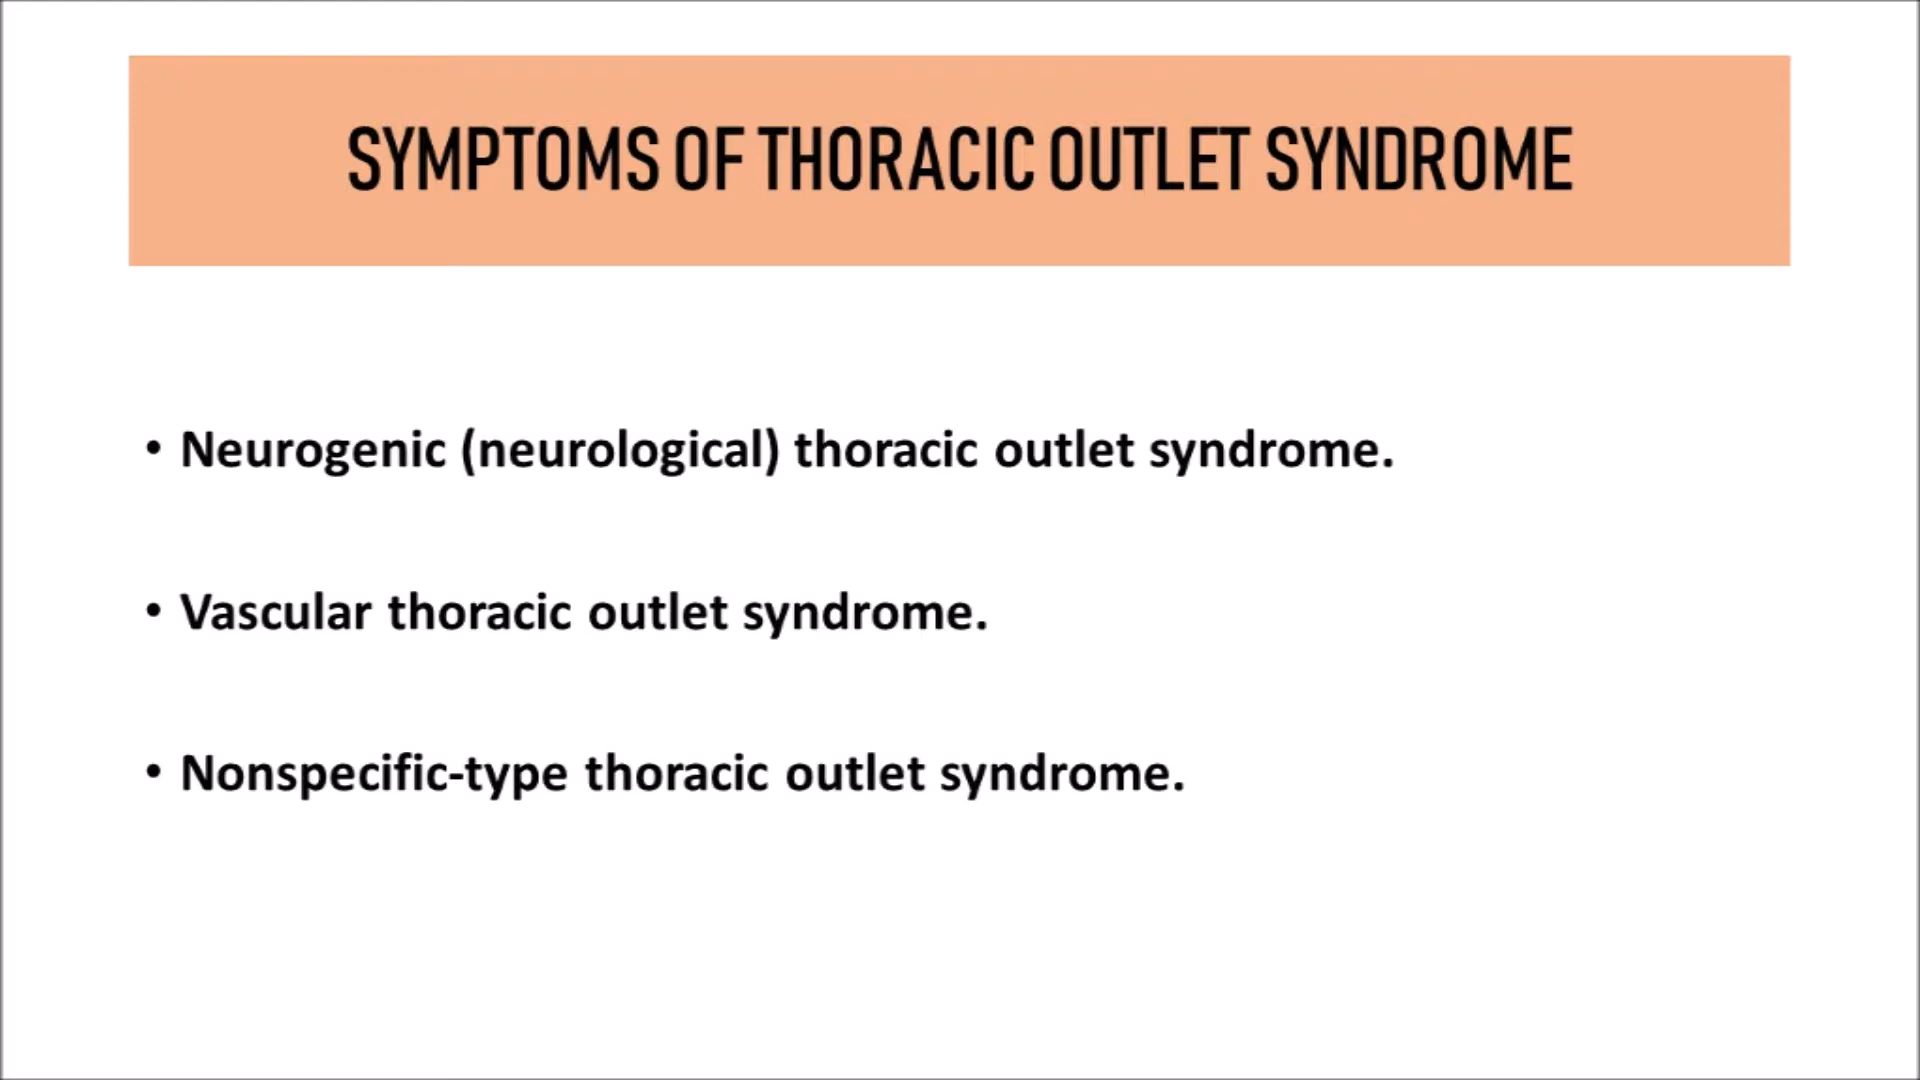 SYMPTOMS OF THORACIC OUTLET SYNDROME
• Neurogenic (neurological) thoracic outlet syndrome.
• Vascular thoracic outlet syndrome.
• Nonspecific-type thoracic outlet syndrome.